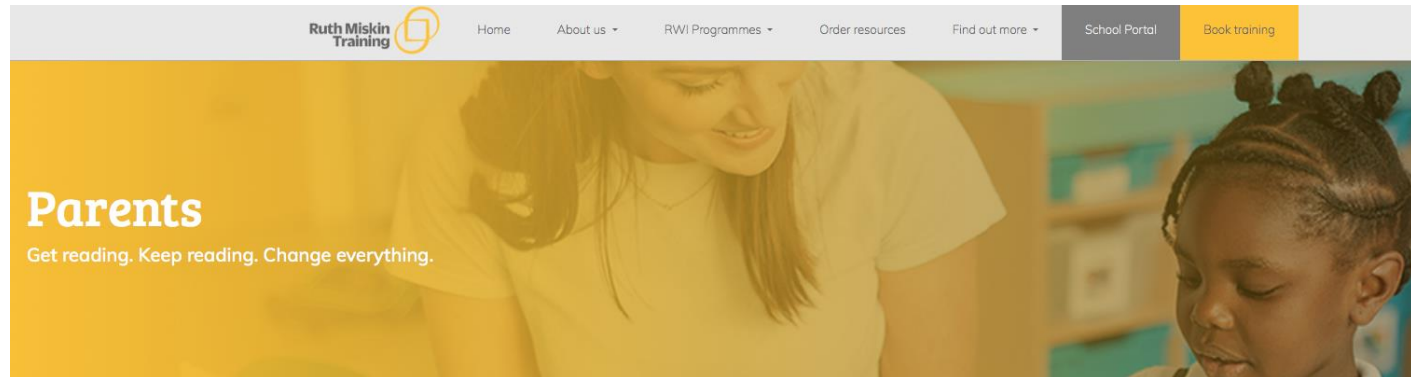 Ruth Miskin
Training
Home
About us
RWI Programmes
Order resources
Find out more
School Portal
Book training
Parents
Get reading. Keep reading. Change everything.